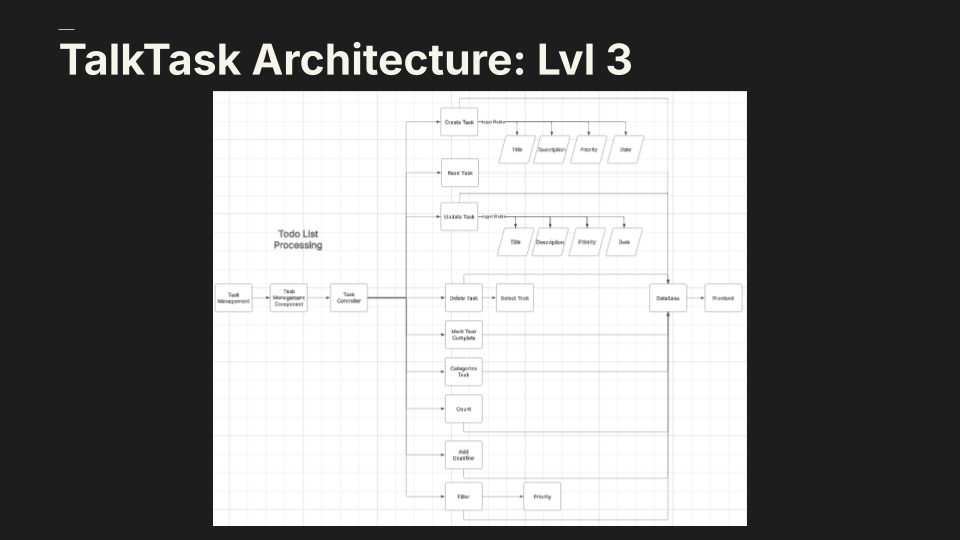 TalkTask Architecture: Lvl 3
Create Task
Input Fields
Title
Description
Priority
Date
Read Task
Update Task
Input Fields
Title
Description
Priority
Date
Todo List
Processing
Task
Management
Task
Management
Component
Task
Controller
Delete Task
Select Task
Database
Frontend
Mark Task
Complete
Categorize
Task
Count
Add
Deadline
Filter
Priority